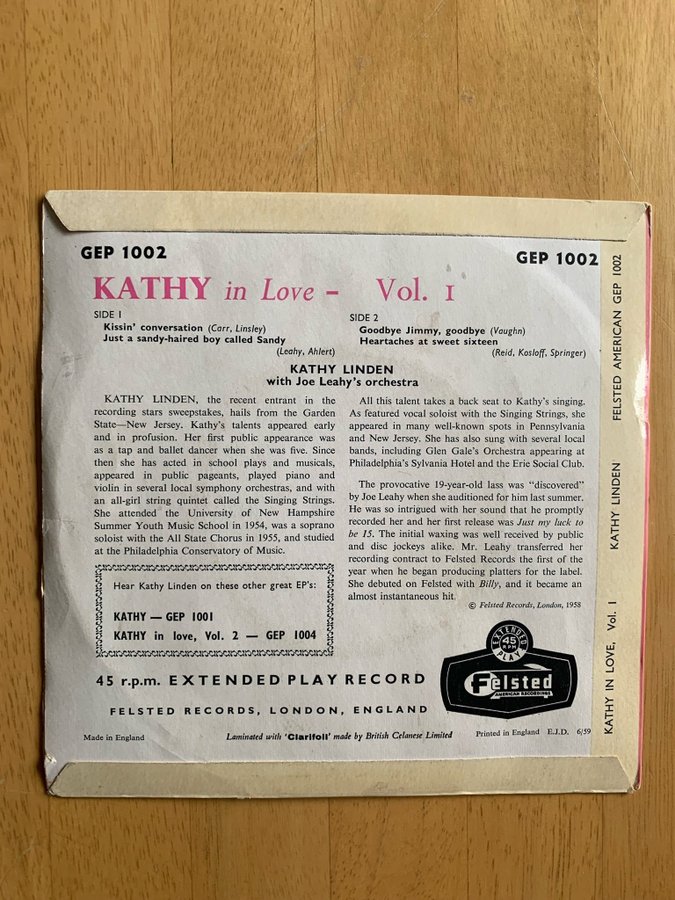 GEP 1002
GEP 1002
KATHY in Love – Vol. 1
SIDE 1
Kissin' conversation (Carr, Linsley)
Just a sandy-haired boy called Sandy
(Leahy, Ahlert)
SIDE 2
Goodbye Jimmy, goodbye (Vaughn)
Heartaches at sweet sixteen
(Reid, Kosloff, Springer)
KATHY LINDEN
with Joe Leahy's orchestra
KATHY LINDEN, the recent entrant in the
recording stars sweepstakes, hails from the Garden
State—New Jersey. Kathy's talents appeared early
and in profusion. Her first public appearance was
as a tap and ballet dancer when she was five. Since
then she has acted in school plays and musicals,
appeared in public pageants, played piano and
violin in several local symphony orchestras, and with
an all-girl string quintet called the Singing Strings.
She attended the University of New Hampshire
Summer Youth Music School in 1954, was a soprano
soloist with the All State Chorus in 1955, and studied
at the Philadelphia Conservatory of Music.
All this talent takes a back seat to Kathy's singing.
As featured vocal soloist with the Singing Strings, she
appeared in many well-known spots in Pennsylvania
and New Jersey. She has also sung with several local
bands, including Glen Gale's Orchestra appearing at
Philadelphia's Sylvania Hotel and the Erie Social Club.
The provocative 19-year-old lass was "discovered"
by Joe Leahy when she auditioned for him last summer.
He was so intrigued with her sound that he promptly
recorded her and her first release was Just my luck to
be 15. The initial waxing was well received by public
and disc jockeys alike. Mr. Leahy transferred her
recording contract to Felsted Records the first of the
year when he began producing platters for the label.
She debuted on Felsted with Billy, and it became an
almost instantaneous hit.
© Felsted Records, London, 1958
Hear Kathy Linden on these other great EP's:
KATHY — GEP 1001
KATHY in love, Vol. 2 — GEP 1004
45 r.p.m. EXTENDED PLAY RECORD
FELSTED RECORDS, LONDON, ENGLAND
EXTENDED
45
RPM
PLAY
Felsted
AMERICAN RECORDINGS
Made in England
Laminated with 'Clarifoil' made by British Celanese Limited
Printed in England E.J.D. 6/59
KATHY IN LOVE, Vol. 1 KATHY LINDEN FELSTED AMERICAN GEP 1002